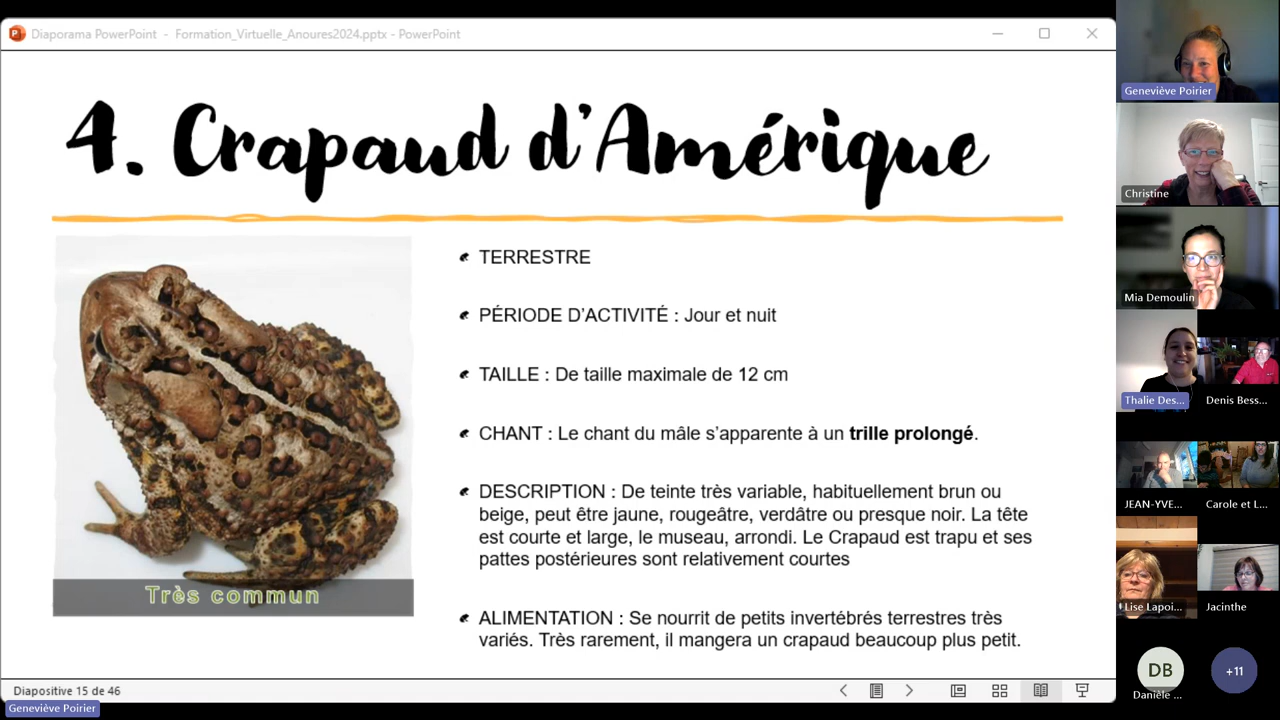 Diaporama PowerPoint - Formation_Virtuelle_Anoures2024.pptx - PowerPoint
4. Crapaud d'Amérique
TERRESTRE
PÉRIODE D'ACTIVITÉ : Jour et nuit
TAILLE : De taille maximale de 12 cm
CHANT : Le chant du mâle s'apparente à un trille prolongé.
DESCRIPTION : De teinte très variable, habituellement brun ou
beige, peut être jaune, rougeâtre, verdâtre ou presque noir. La tête
est courte et large, le museau, arrondi. Le Crapaud est trapu et ses
pattes postérieures sont relativement courtes
ALIMENTATION : Se nourrit de petits invertébrés terrestres très
variés. Très rarement, il mangera un crapaud beaucoup plus petit.
Très commun
Diapositive 15 de 46
Geneviève Poirier
Geneviève Poirier
Christine
Mia Demoulin
Thalie Des...
Denis Bess...
JEAN-YVE...
Carole et L...
Lise Lapoi...
Jacinthe
DB
Danièle ...
+11